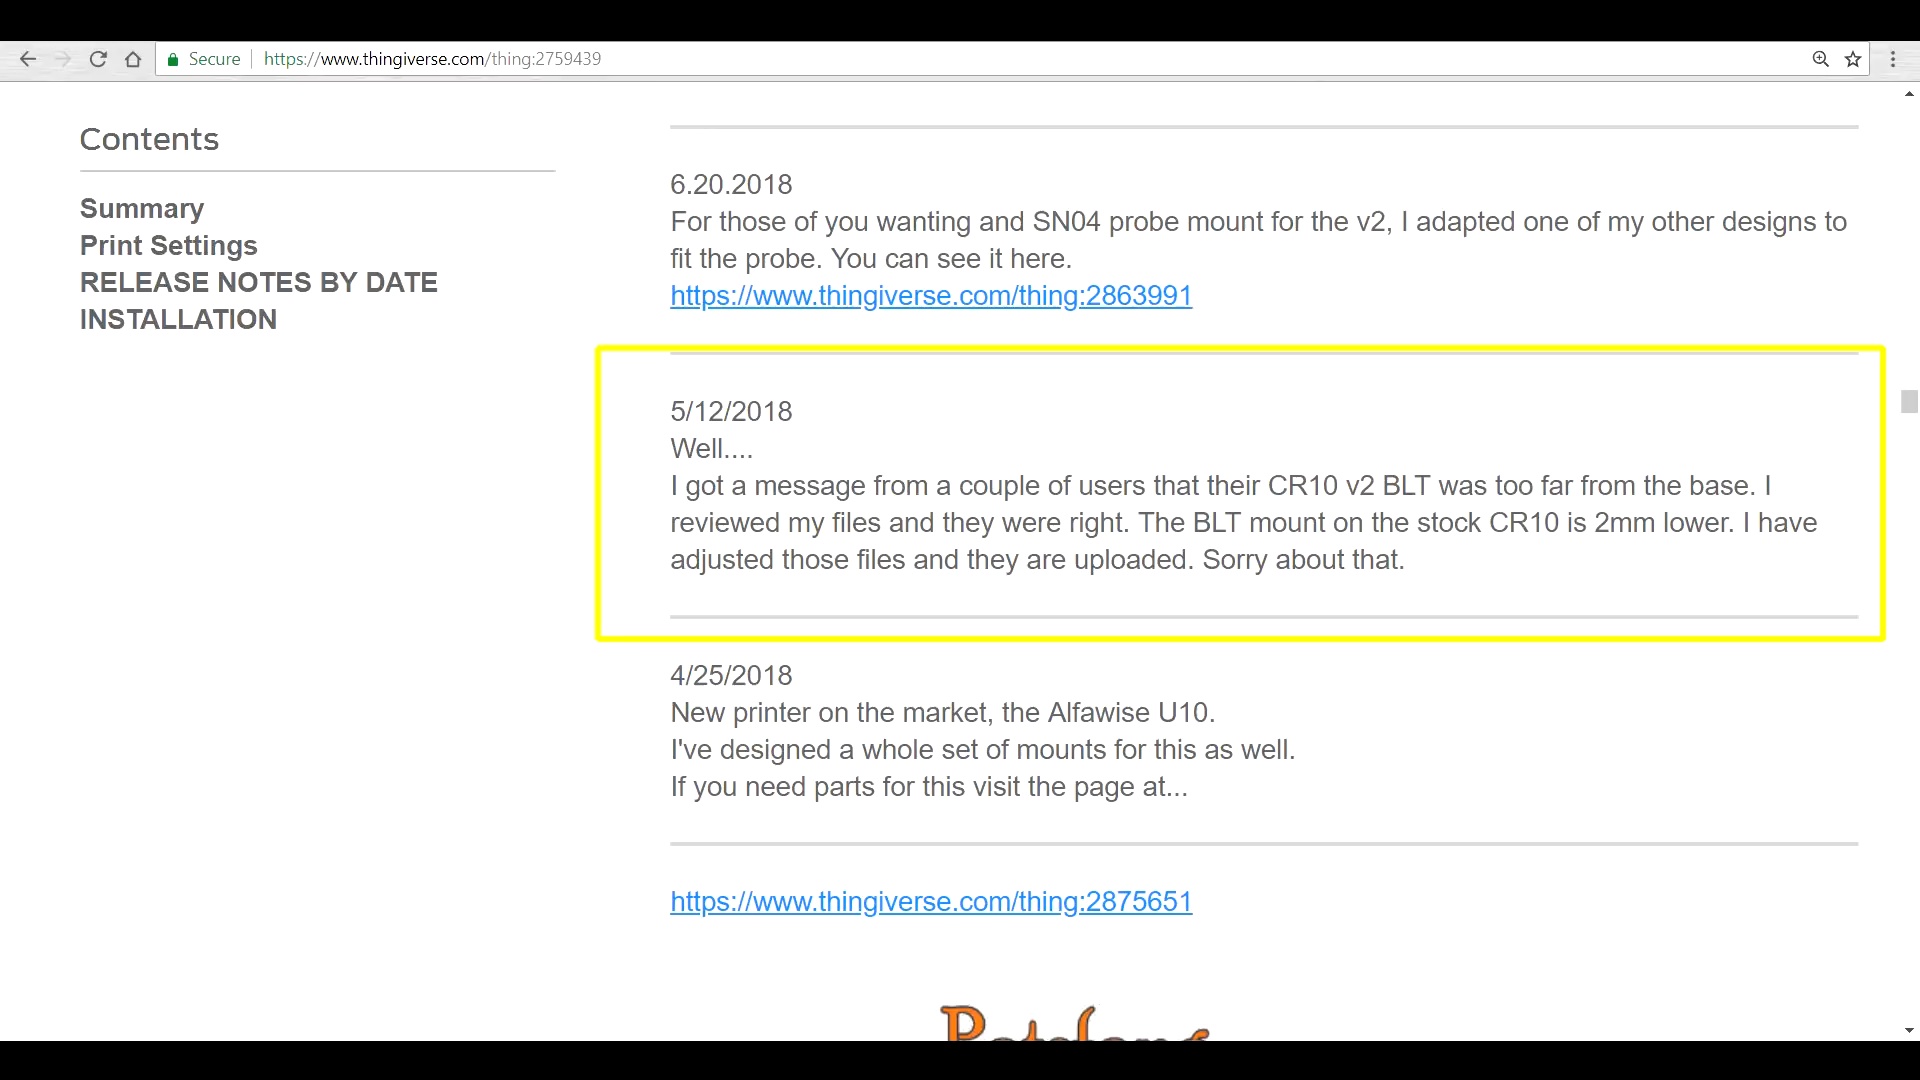 Secure
https://www.thingiverse.com/thing:2759439
Contents
Summary
Print Settings
RELEASE NOTES BY DATE
INSTALLATION
6.20.2018
For those of you wanting and SN04 probe mount for the v2, I adapted one of my other designs to
fit the probe. You can see it here.
https://www.thingiverse.com/thing:2863991
5/12/2018
Well....
I got a message from a couple of users that their CR10 v2 BLT was too far from the base. I
reviewed my files and they were right. The BLT mount on the stock CR10 is 2mm lower. I have
adjusted those files and they are uploaded. Sorry about that.
4/25/2018
New printer on the market, the Alfawise U10.
I've designed a whole set of mounts for this as well.
If you need parts for this visit the page at...
https://www.thingiverse.com/thing:2875651